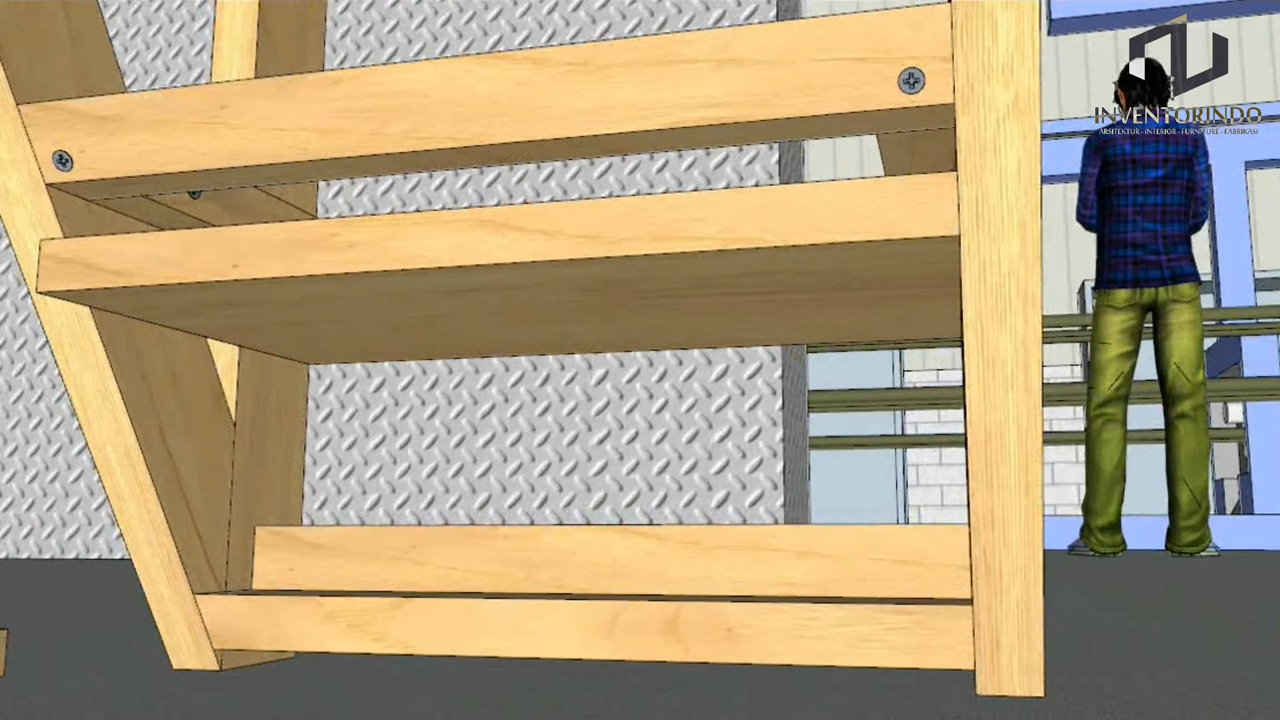 INVENTORINDO
ARSITEKTUR - INTERIOR - FURNITURE - FABRIKASI